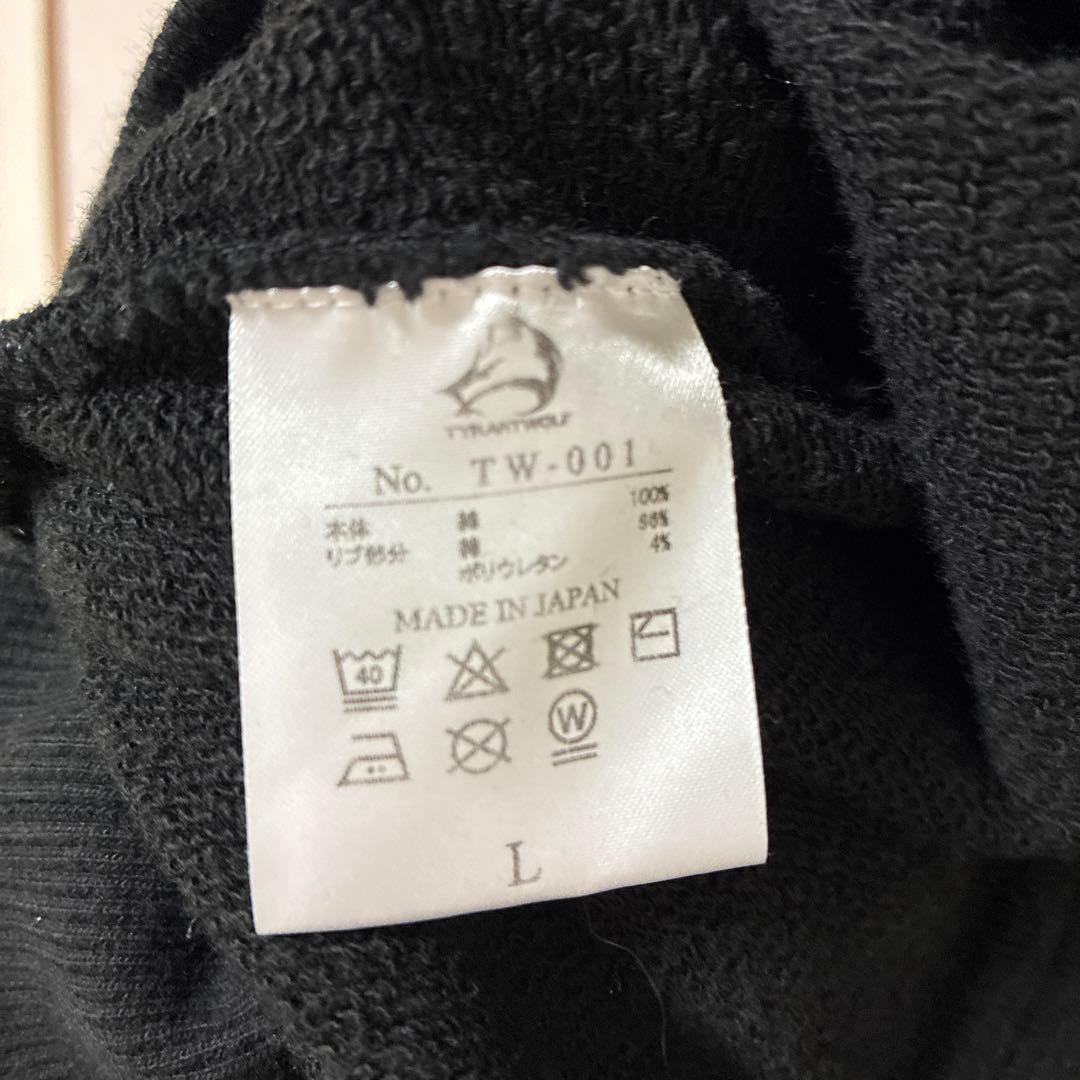 TYRANTWOLF
No. TW-001
本体 綿 100%
リブ部分 綿 96%
ポリウレタン 4%
MADE IN JAPAN
40
W
L